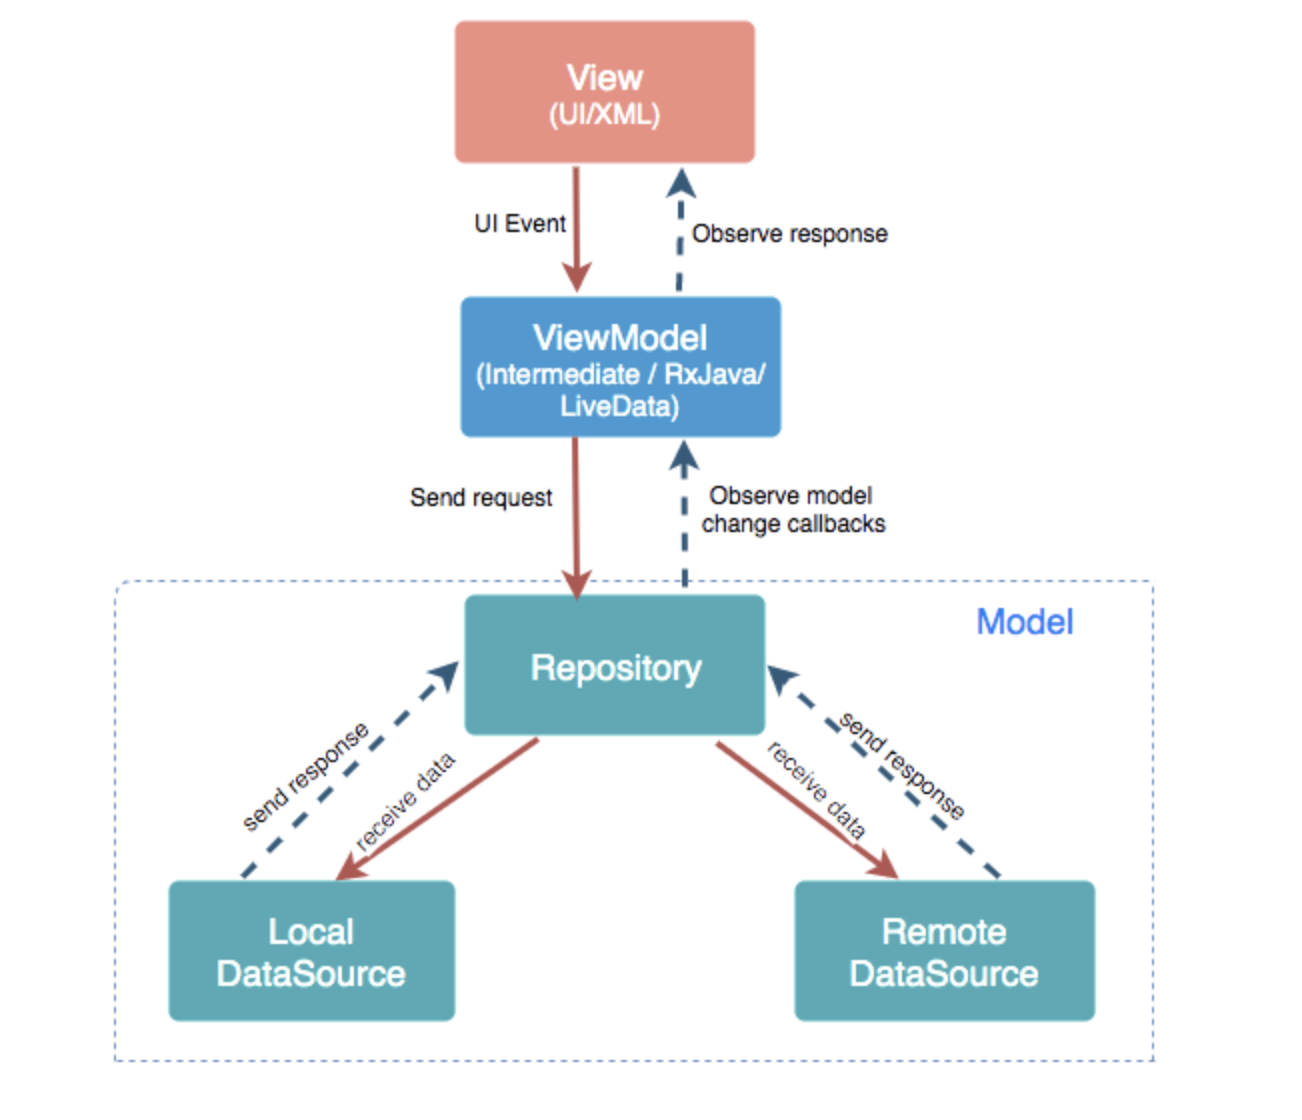 View
(UI/XML)
UI Event
Observe response
ViewModel
(Intermediate / RxJava/
LiveData)
Send request
Observe model
change callbacks
Model
Repository
send response
receive data
receive data
send response
Local
DataSource
Remote
DataSource